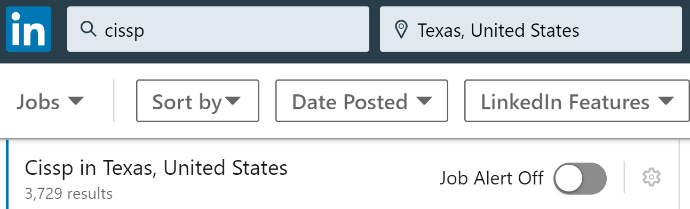 in cissp Texas, United States
Jobs Sort by Date Posted LinkedIn Features
Cissp in Texas, United States
Job Alert Off
3,729 results